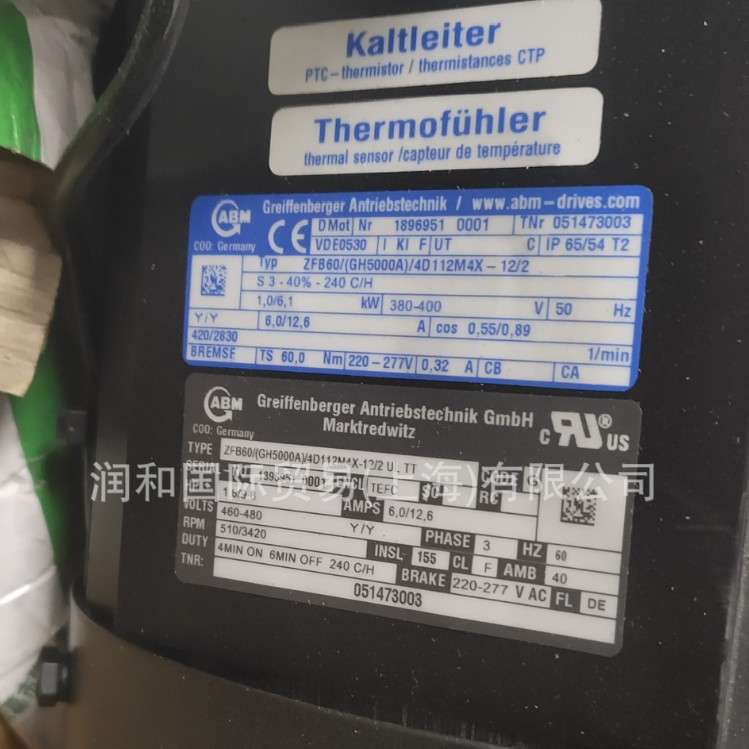 Kaltleiter
PTC-thermistor / thermistances CTP
Thermofühler
thermal sensor /capteur de température
ABM Greiffenberger Antriebstechnik / www.abm-drives.com
COO: Germany CE D Mot Nr 1896951 0001 TNr 051473003
VDE0530 I Kl F UT C IP 65/54 T2
Typ ZFB60/(GH5000A)/4D112M4X-12/2
S 3 - 40% - 240 C/H
1,0/6,1 kW 380-400 V 50 Hz
Y/Y 6,0/12,6 A cos 0,55/0,89
420/2830 1/min
BREMSE TS 60,0 Nm 220-277V 0,32 A CB CA
ABM Greiffenberger Antriebstechnik GmbH
Marktredwitz
COO: Germany C RU ® US
TYPE ZFB60/(GH5000A)/4D112M4X-12/2 U, TT
SERIAL
润和国际贸易(上海)有限公司
AMPS 6,0/12,6
VOLTS 460-480 Y/Y PHASE 3 HZ 60
RPM 510/3420 INSL 155 CL F AMB 40
DUTY 4MIN ON 6MIN OFF 240 C/H BRAKE 220-277 V AC FL DE
TNR: 051473003